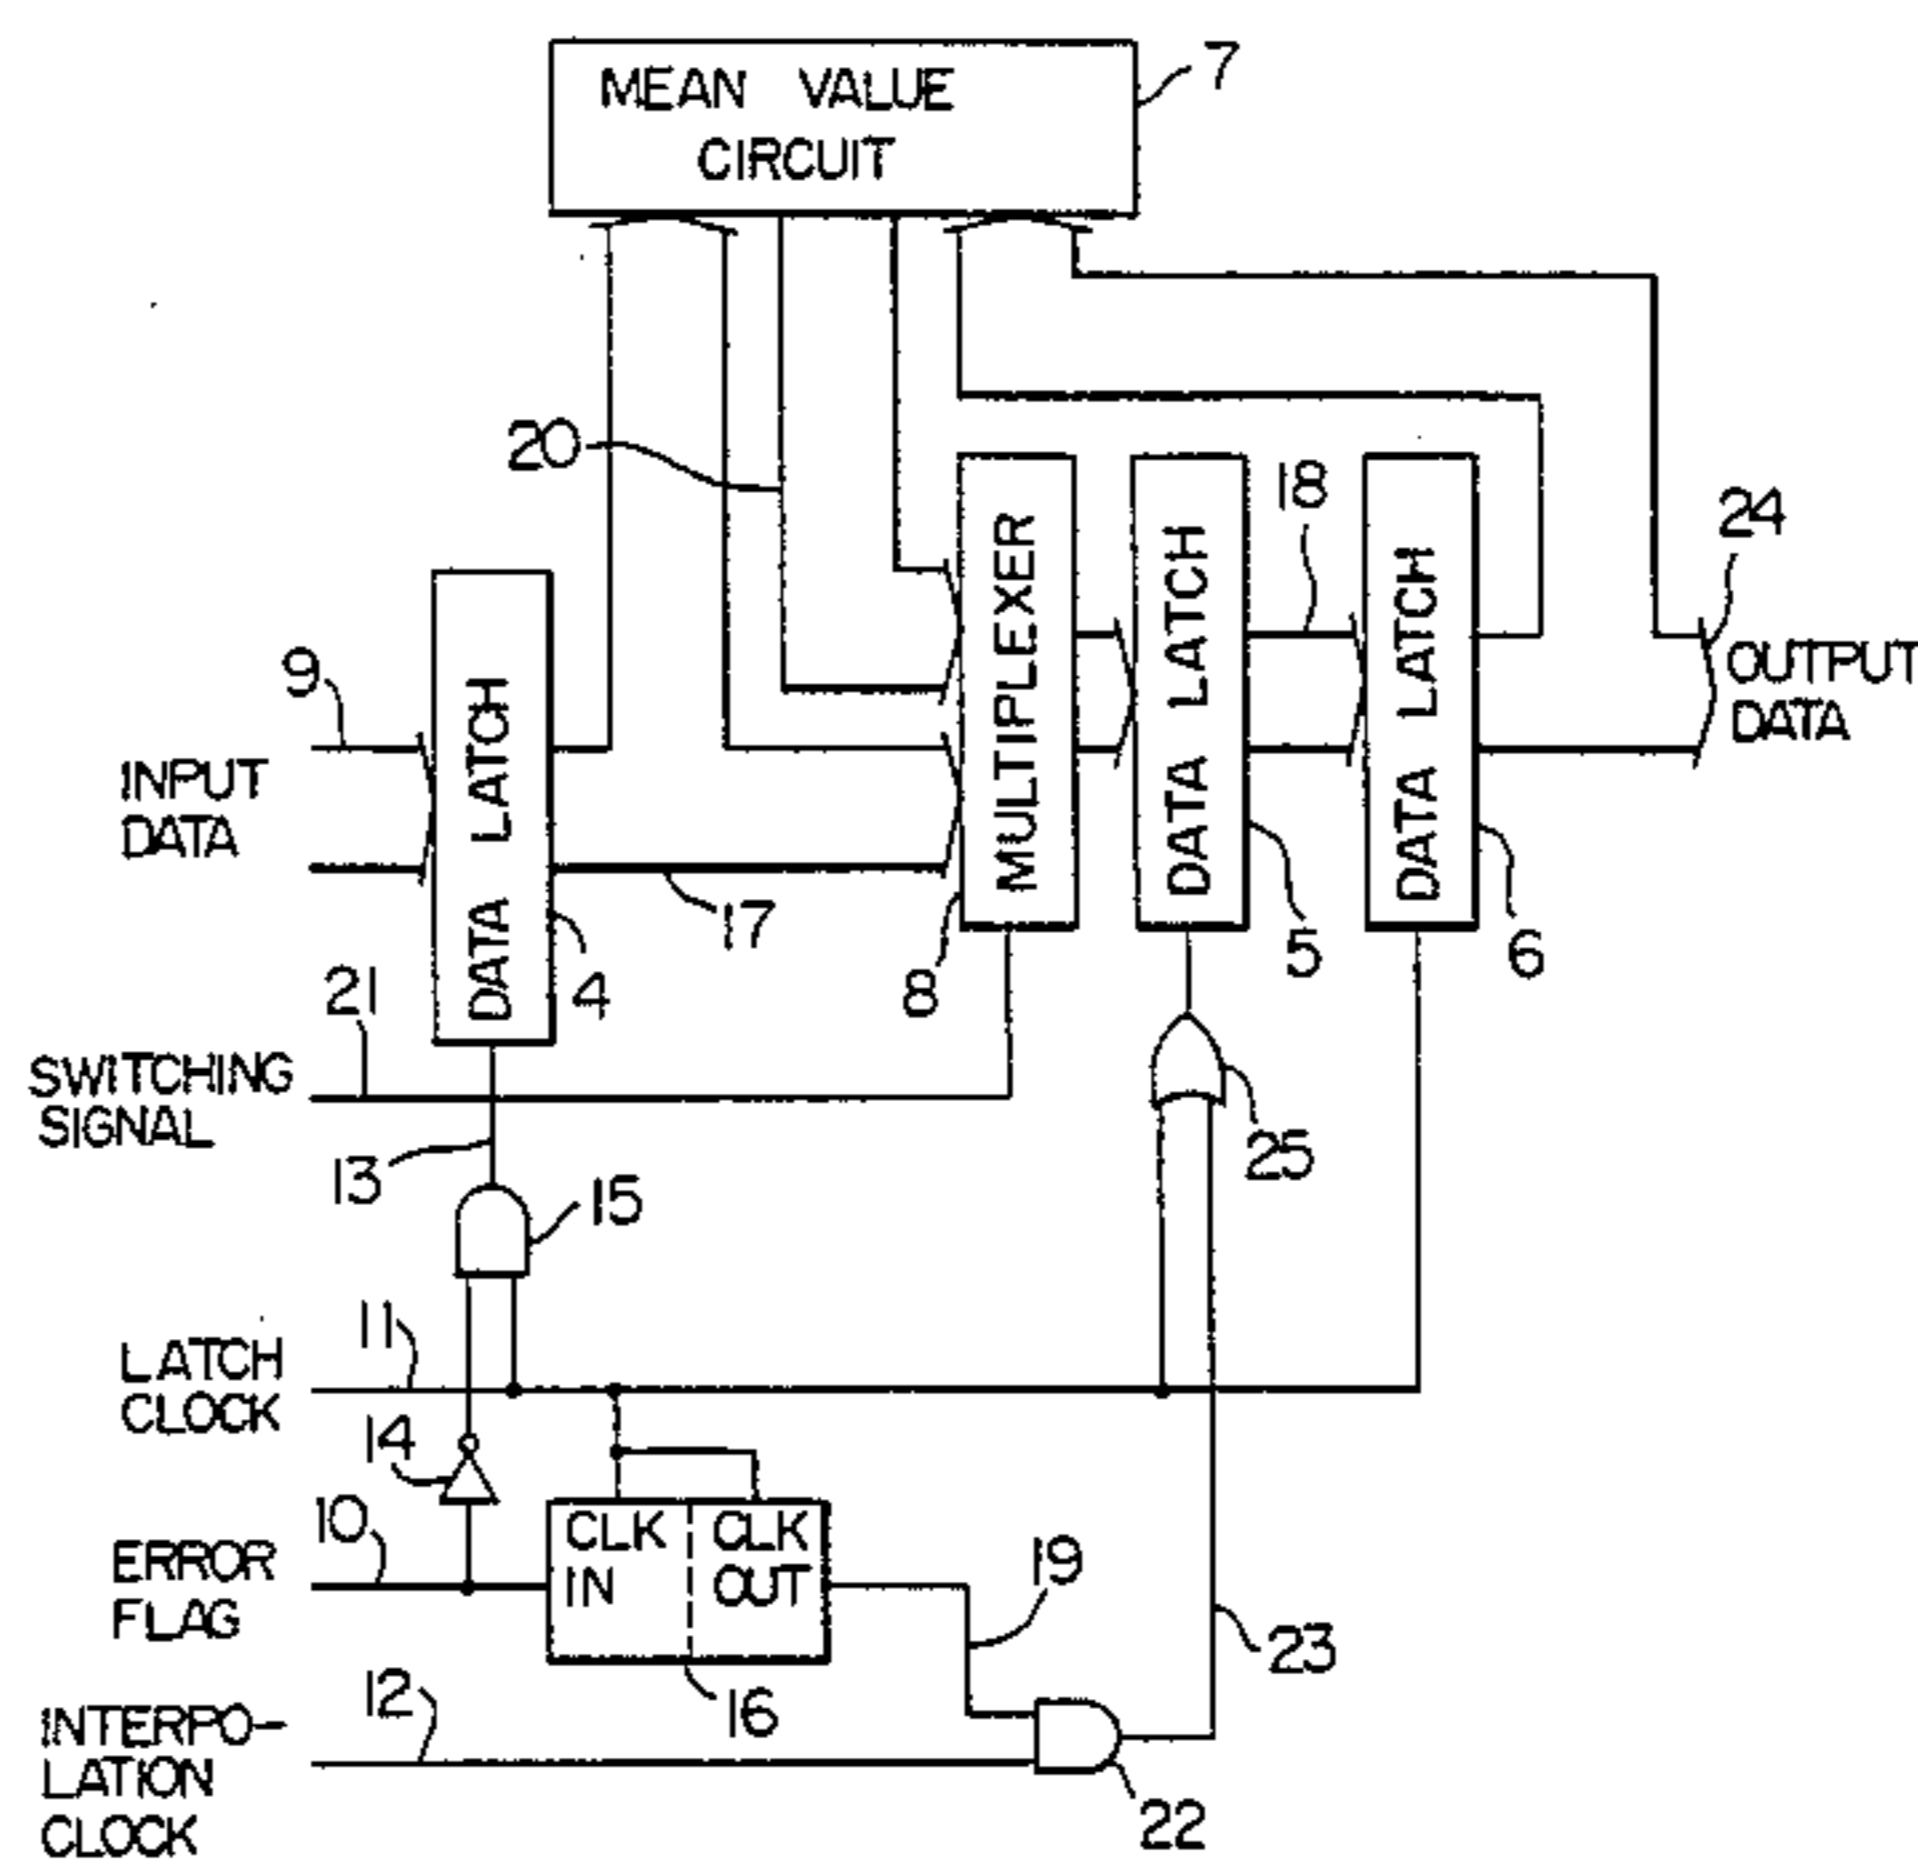 MEAN VALUE
CIRCUIT
7
20
18
24
9
INPUT
DATA
DATA LATCH
MULTIPLEXER
DATA LATCH
DATA LATCH
OUTPUT
DATA
17
4
8
5
6
21
SWITCHING
SIGNAL
13
15
25
11
LATCH
CLOCK
14
10
ERROR
FLAG
CLK
IN
CLK
OUT
19
23
12
16
INTERPO-
LATION
CLOCK
22